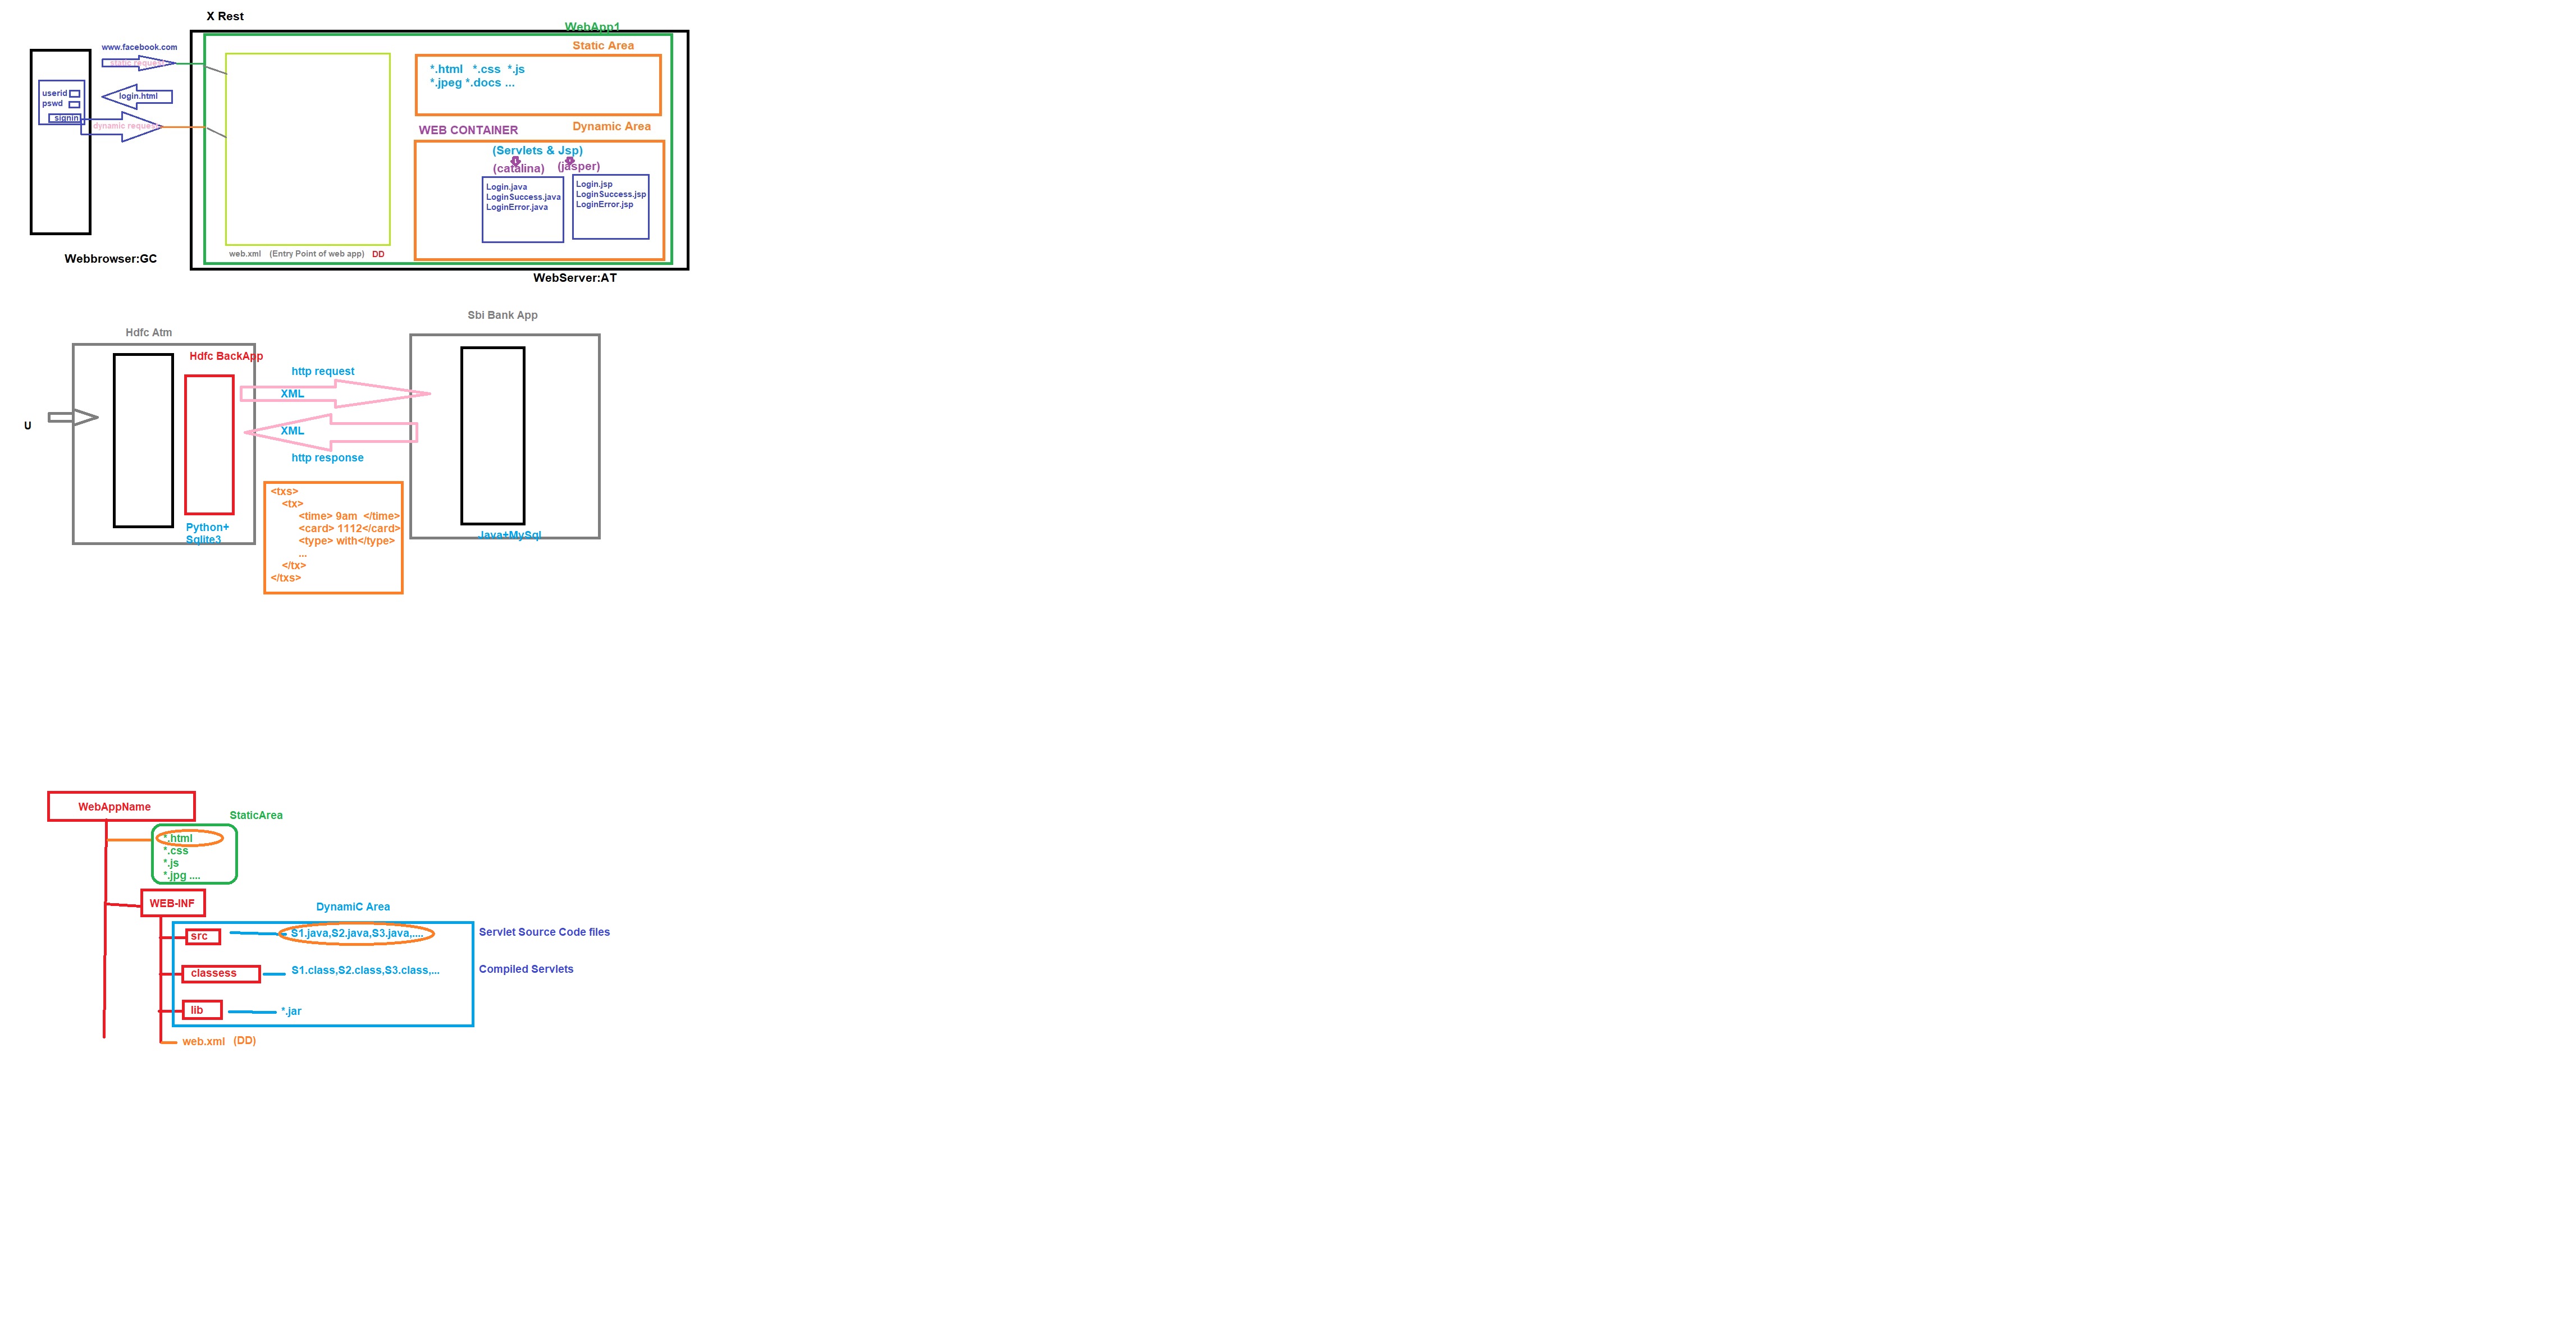 X Rest
WebApp1
www.facebook.com
Static Area
static request
*.html   *.css  *.js
*.jpeg *.docs ...
userid
login.html
pswd
signin
dynamic request
WEB CONTAINER
Dynamic Area
(Servlets & Jsp)
(catalina)
(jasper)
Login.java
LoginSuccess.java
LoginError.java
Login.jsp
LoginSuccess.jsp
LoginError.jsp
web.xml   (Entry Point of web app)   DD
Webbrowser:GC
WebServer:AT
Sbi Bank App
Hdfc Atm
Hdfc BackApp
http request
XML
U
XML
http response
<txs>
<tx>
<time> 9am  </time>
<card> 1112</card>
<type> with</type>
...
</tx>
</txs>
Python+
Sqlite3
Java+MySql
WebAppName
StaticArea
*.html
*.css
*.js
*.jpg ....
WEB-INF
DynamiC Area
src
S1.java,S2.java,S3.java,....
Servlet Source Code files
classess
S1.class,S2.class,S3.class,...
Compiled Servlets
lib
*.jar
web.xml   (DD)